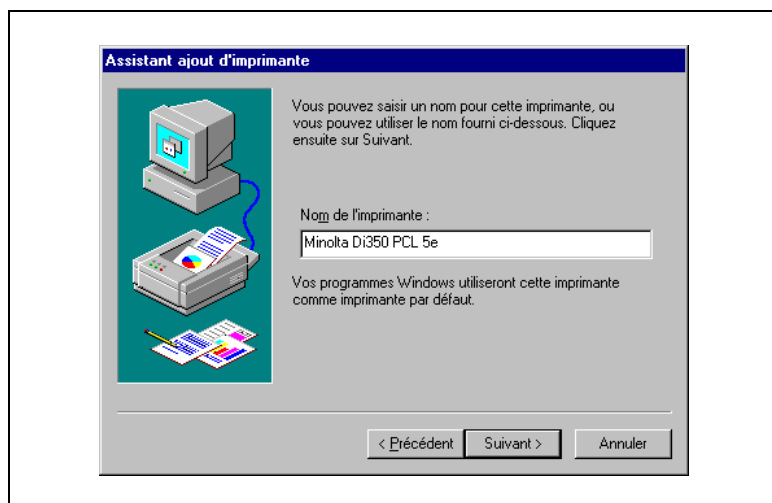 Assistant ajout d'imprimante
Vous pouvez saisir un nom pour cette imprimante, ou
vous pouvez utiliser le nom fourni ci-dessous. Cliquez
ensuite sur Suivant.
Nom de l'imprimante :
Minolta Di350 PCL 5e
Vos programmes Windows utiliseront cette imprimante
comme imprimante par défaut.
< Précédent Suivant > Annuler